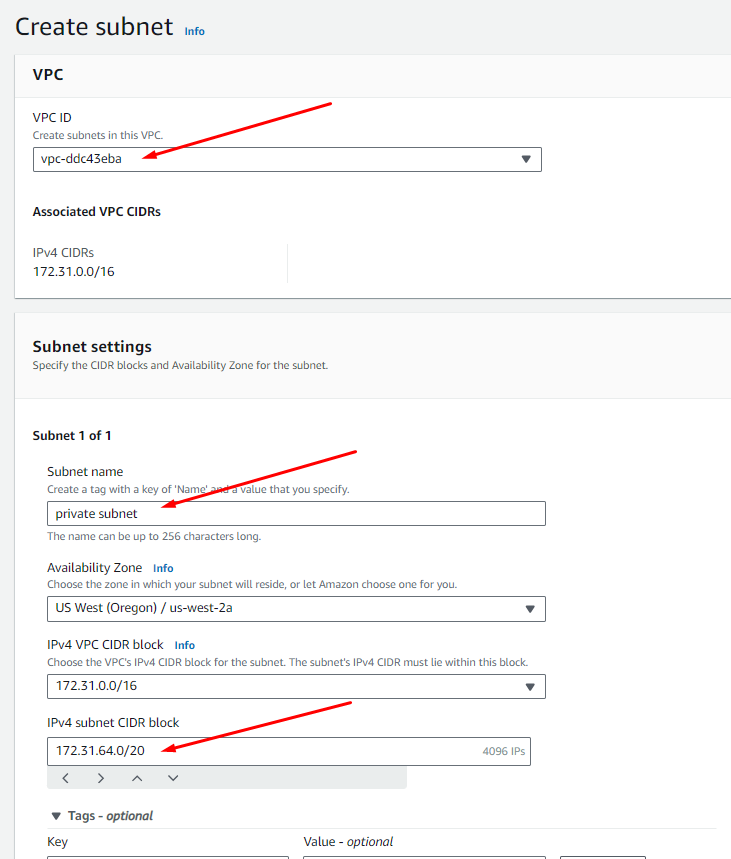 Create subnet Info
VPC
VPC ID
Create subnets in this VPC.
vpc-ddc43eba
Associated VPC CIDRs
IPv4 CIDRs
172.31.0.0/16
Subnet settings
Specify the CIDR blocks and Availability Zone for the subnet.
Subnet 1 of 1
Subnet name
Create a tag with a key of 'Name' and a value that you specify.
private subnet
The name can be up to 256 characters long.
Availability Zone Info
Choose the zone in which your subnet will reside, or let Amazon choose one for you.
US West (Oregon) / us-west-2a
IPv4 VPC CIDR block Info
Choose the VPC's IPv4 CIDR block for the subnet. The subnet's IPv4 CIDR must lie within this block.
172.31.0.0/16
IPv4 subnet CIDR block
172.31.64.0/20 4096 IPs
Tags - optional
Key Value - optional